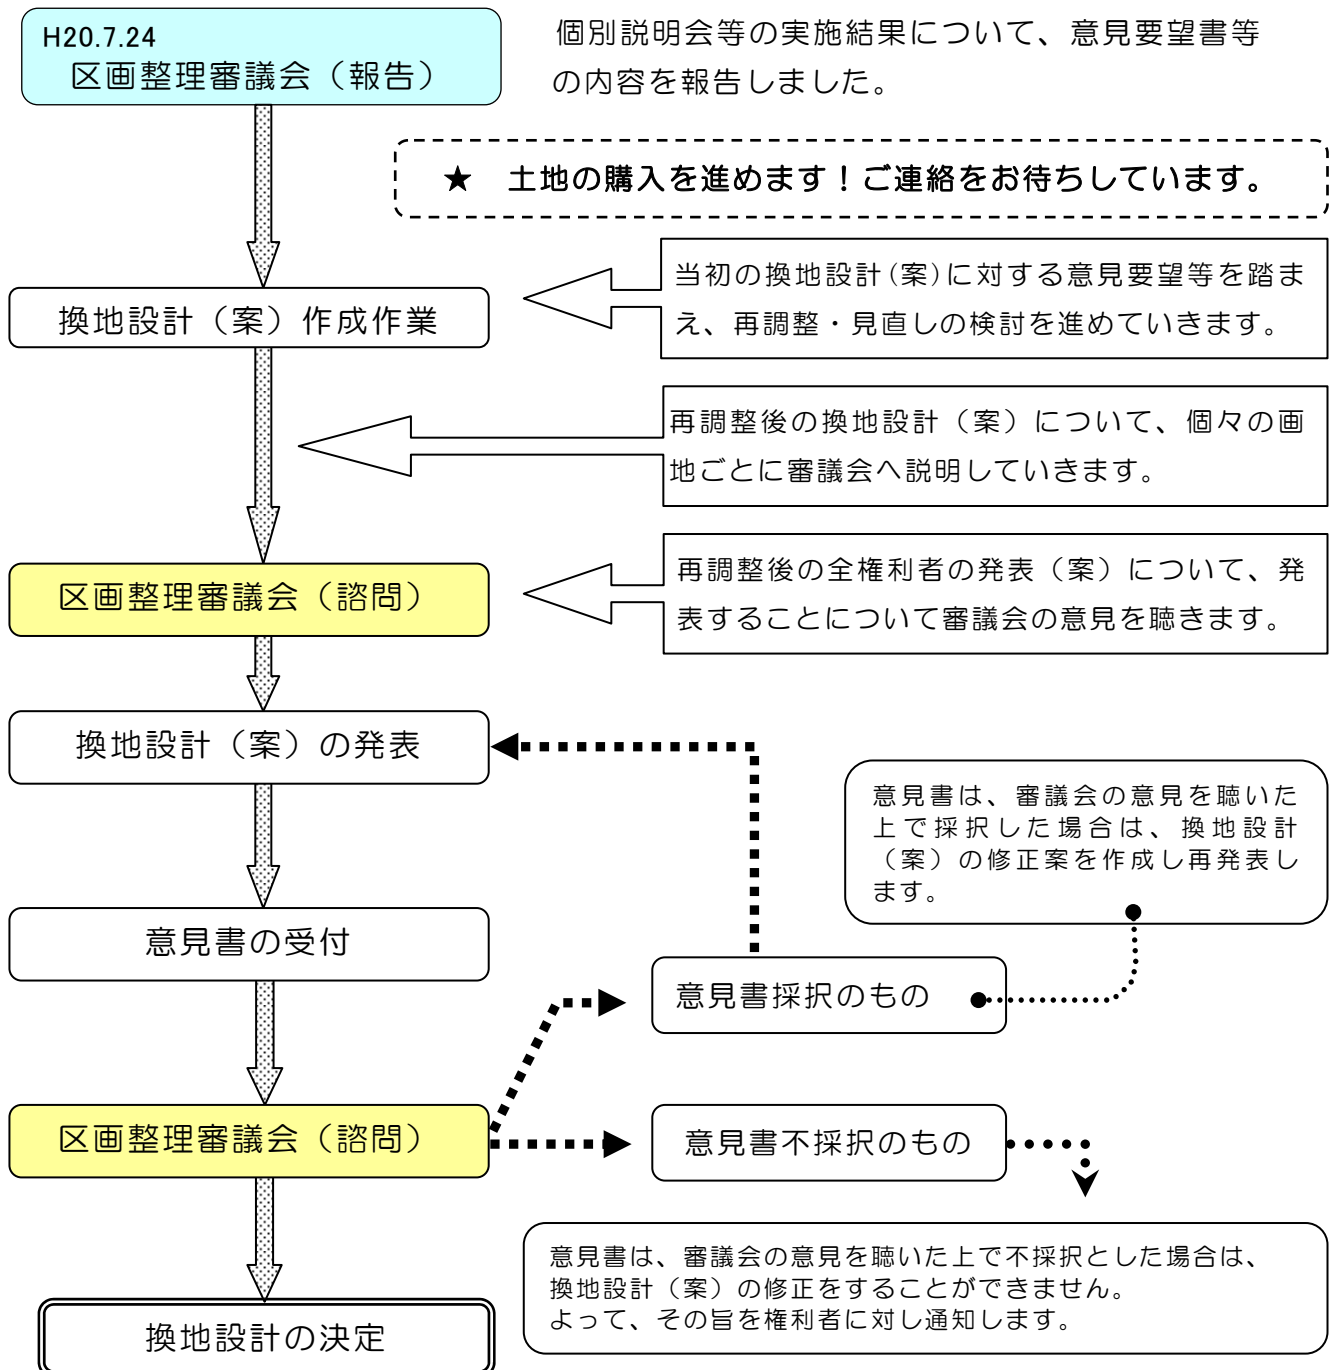 H20.7.24
区画整理審議会（報告）
個別説明会等の実施結果について、意見要望書等
の内容を報告しました。
★　土地の購入を進めます！ご連絡をお待ちしています。
当初の換地設計(案)に対する意見要望等を踏ま
え、再調整・見直しの検討を進めていきます。
換地設計（案）作成作業
再調整後の換地設計（案）について、個々の画
地ごとに審議会へ説明していきます。
区画整理審議会（諮問）
再調整後の全権利者の発表（案）について、発
表することについて審議会の意見を聴きます。
換地設計（案）の発表
意見書は、審議会の意見を聴いた
上で採択した場合は、換地設計
（案）の修正案を作成し再発表し
ます。
意見書の受付
意見書採択のもの
区画整理審議会（諮問）
意見書不採択のもの
意見書は、審議会の意見を聴いた上で不採択とした場合は、
換地設計（案）の修正をすることができません。
よって、その旨を権利者に対し通知します。
換地設計の決定